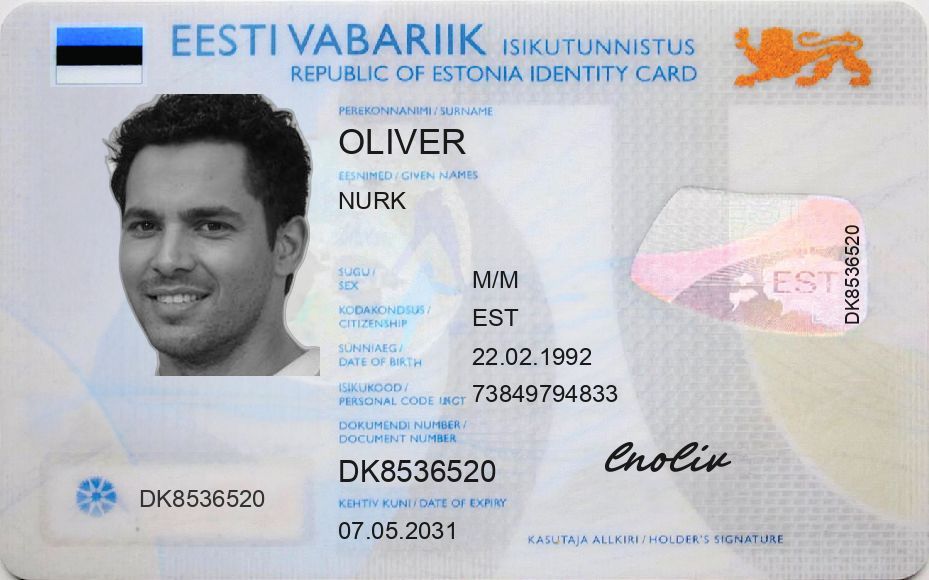 EESTI VABARIIK ISIKUTUNNISTUS
REPUBLIC OF ESTONIA IDENTITY CARD
PEREKONNANIMI / SURNAME
OLIVER
EESNIMED / GIVEN NAMES
NURK
SUGU /
SEX
M/M
KODAKONDSUS /
CITIZENSHIP
EST
SÜNNIAEG /
DATE OF BIRTH
22.02.1992
ISIKUKOOD /
PERSONAL CODE
73849794833
DOKUMENDI NUMBER /
DOCUMENT NUMBER
DK8536520
KEHTIV KUNI / DATE OF EXPIRY
07.05.2031
DK8536520
EST
DK8536520
KASUTAJA ALLKIRI / HOLDER'S SIGNATURE